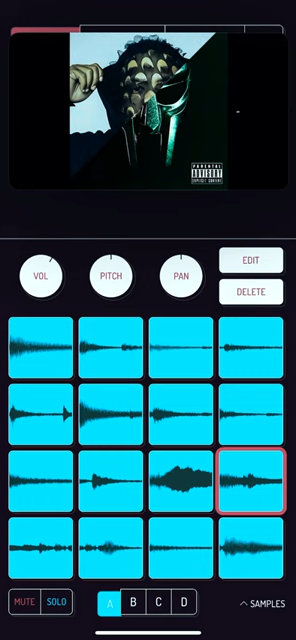 PARENTAL
ADVISORY
EXPLICIT CONTENT
VOL
PITCH
PAN
EDIT
DELETE
MUTE
SOLO
A
B
C
D
SAMPLES